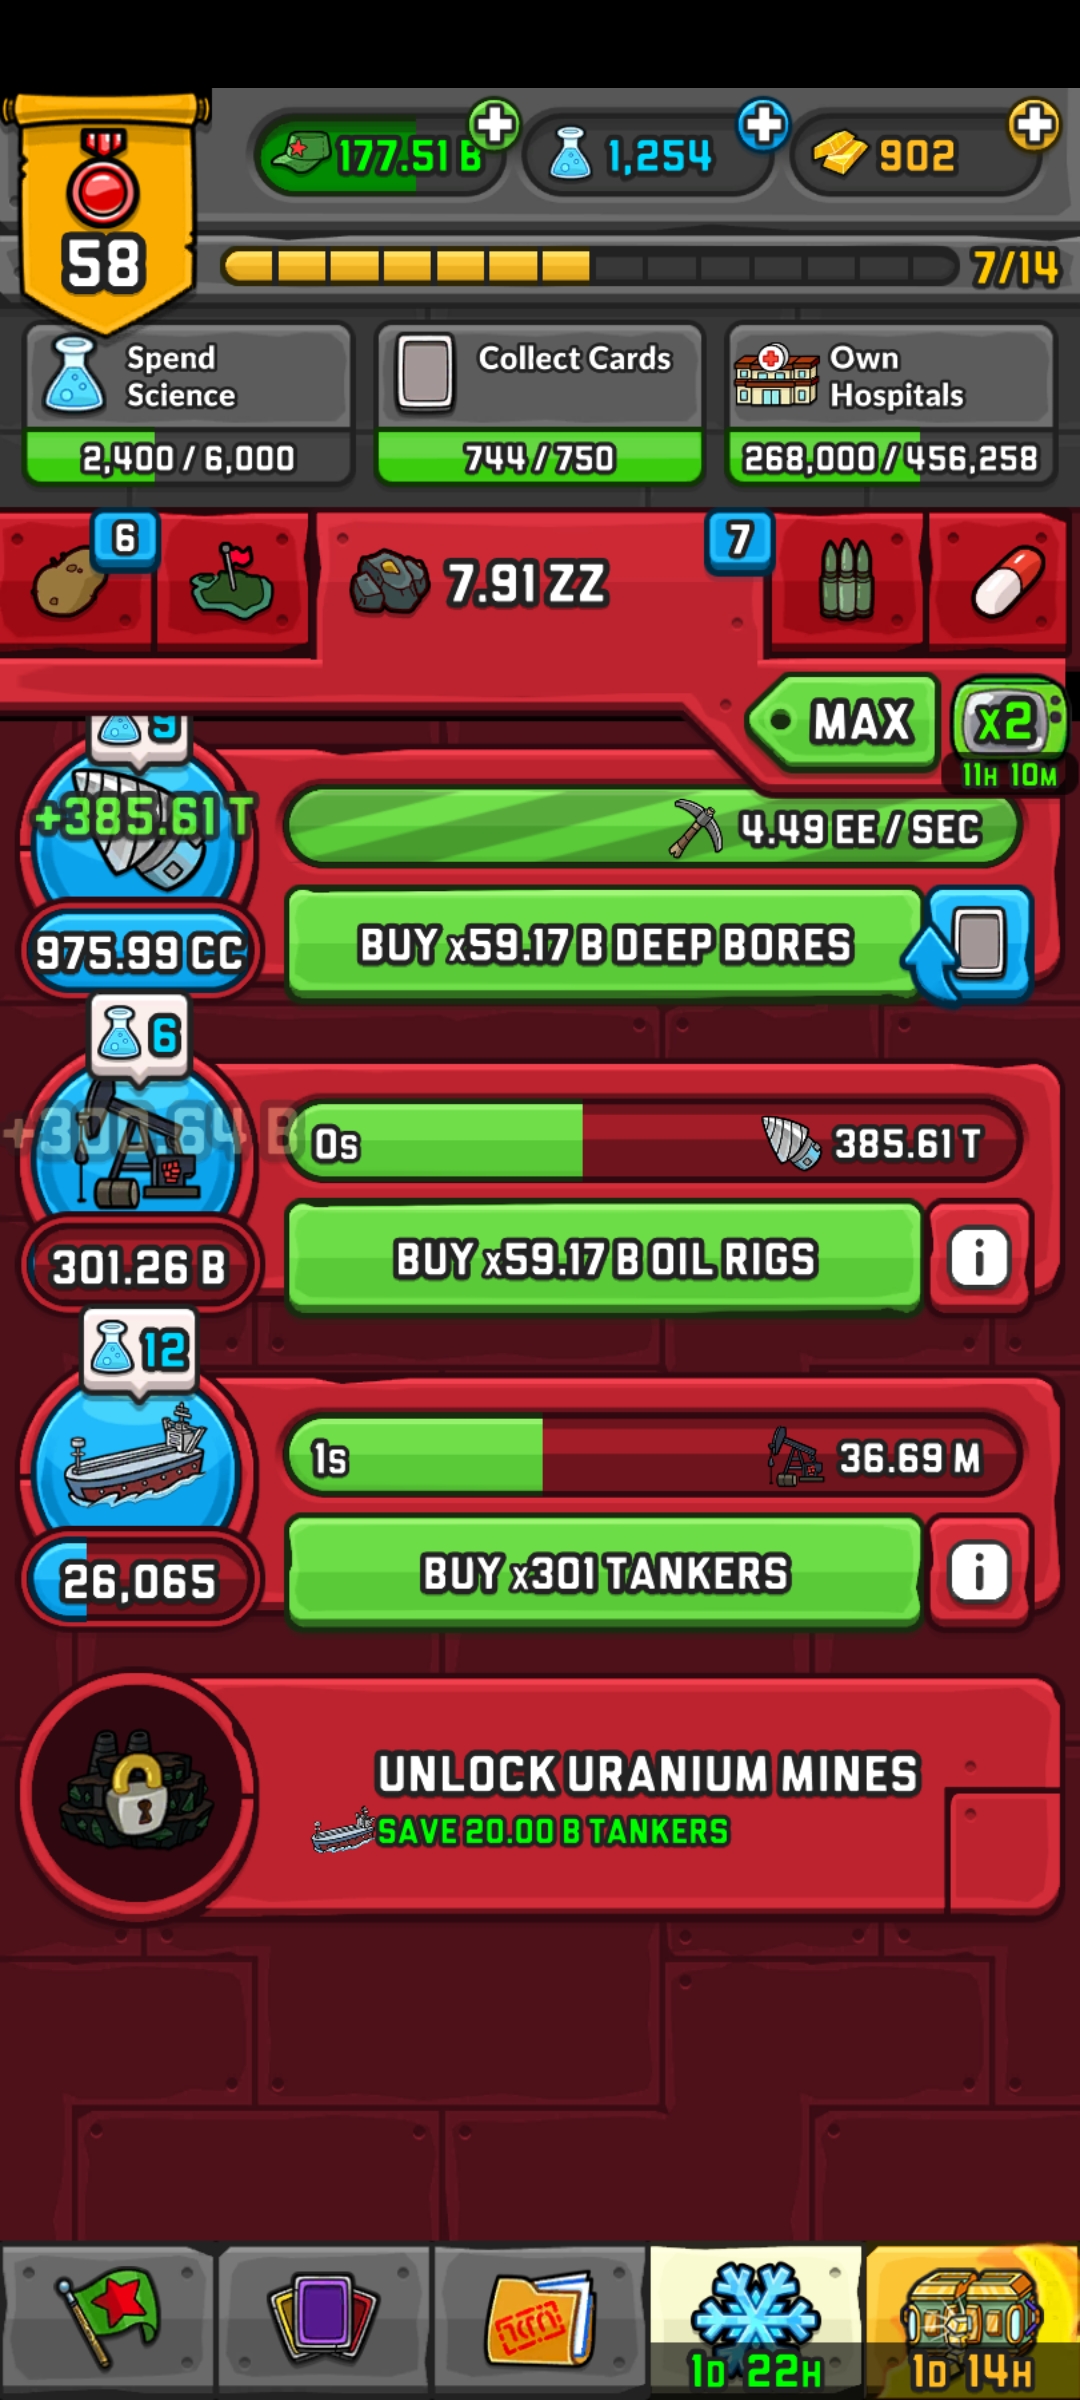 177.51 B
1,254
902
58
7/14
Spend
Science
Collect Cards
Own
Hospitals
2,400 / 6,000
744 / 750
268,000 / 456,258
6
7.91 ZZ
7
MAX
x2
11H 10M
9
+385.61 T
4.49 EE / SEC
975.99 CC
BUY x59.17 B DEEP BORES
6
0s
385.61 T
301.26 B
BUY x59.17 B OIL RIGS
i
12
1s
36.69 M
26,065
BUY x301 TANKERS
i
UNLOCK URANIUM MINES
SAVE 20.00 B TANKERS
1D 22H
1D 14H